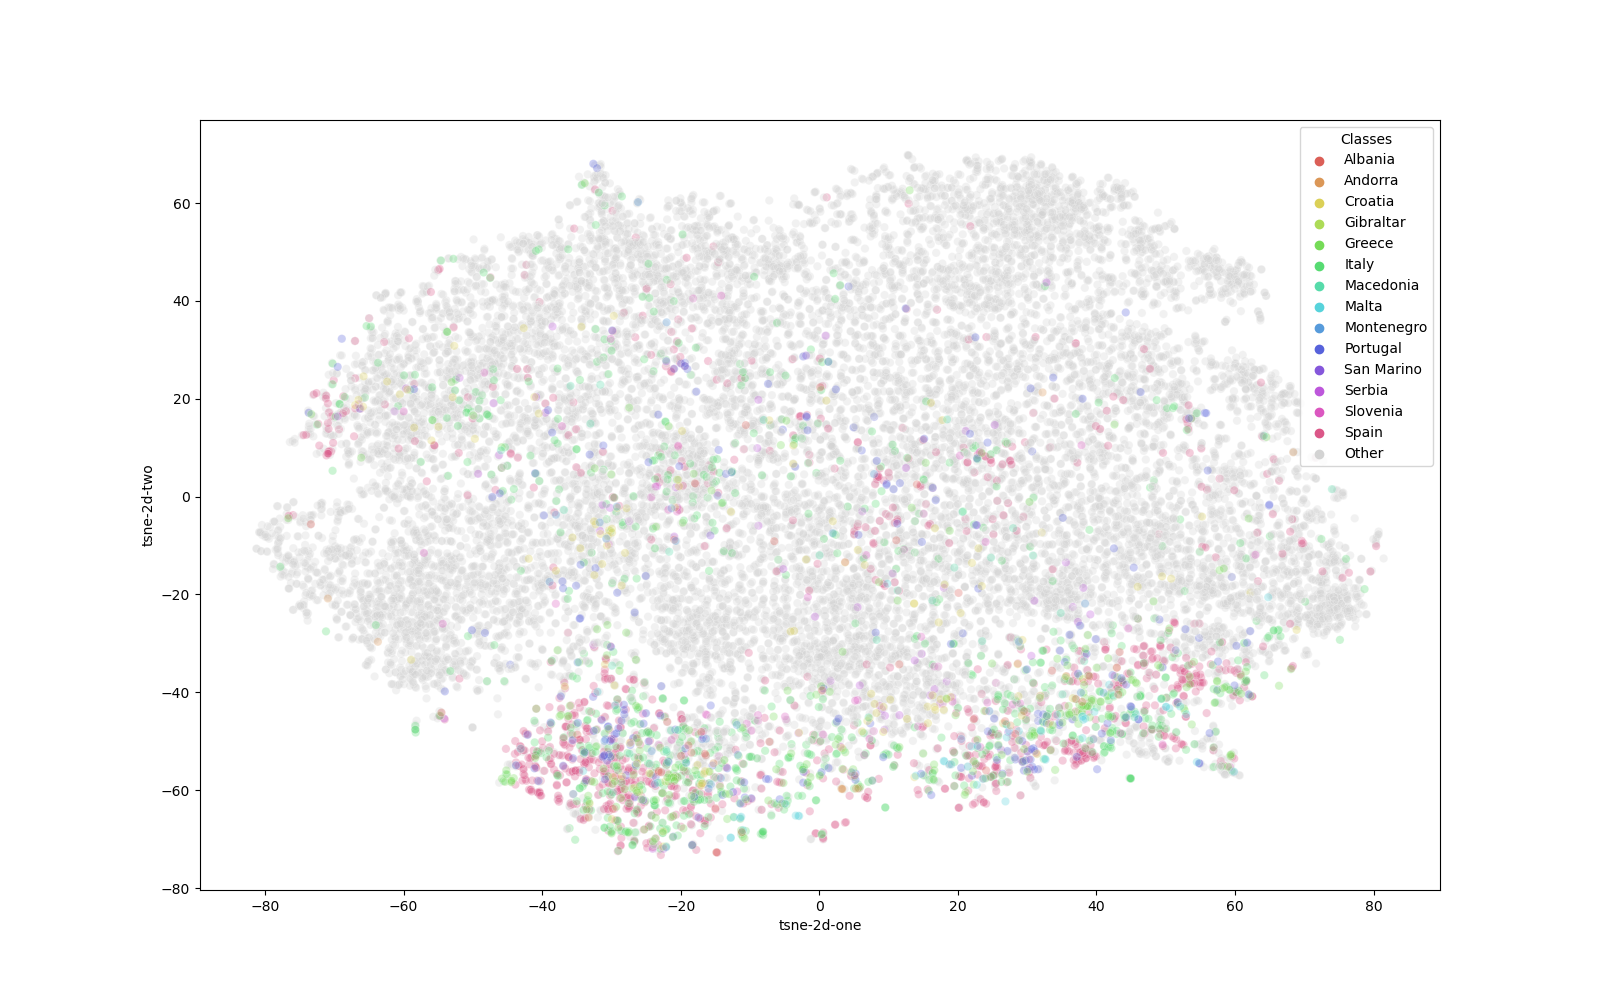 Classes
Albania
Andorra
Croatia
Gibraltar
Greece
Italy
Macedonia
Malta
Montenegro
Portugal
San Marino
Serbia
Slovenia
Spain
Other
60
40
20
0
−20
−40
−60
−80
tsne-2d-two
−80
−60
−40
−20
0
20
40
60
80
tsne-2d-one